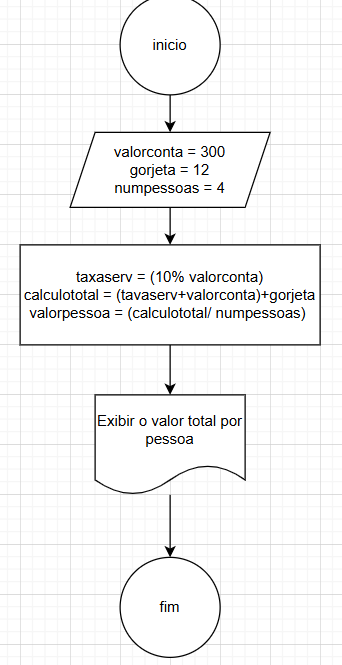 inicio
valorconta = 300
gorjeta = 12
numpessoas = 4
taxaserv = (10% valorconta)
calculototal = (tavaserv+valorconta)+gorjeta
valorpessoa = (calculototal/ numpessoas)
Exibir o valor total por
pessoa
fim